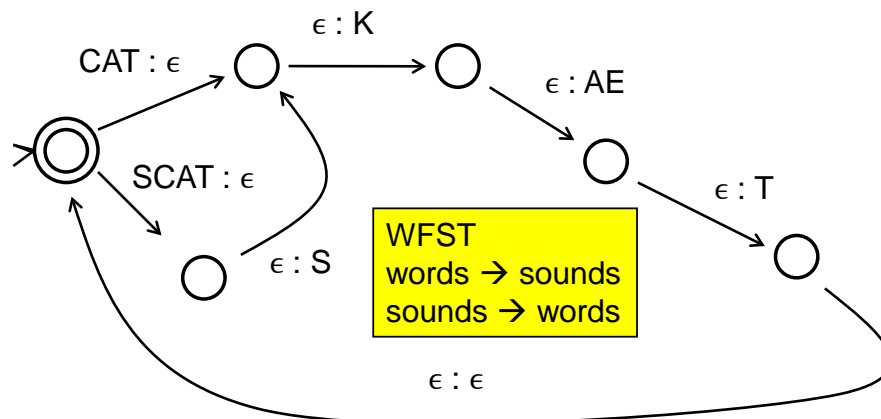 ϵ : K
CAT : ϵ
ϵ : AE
SCAT : ϵ
ϵ : T
ϵ : S
WFST
words → sounds
sounds → words
ϵ : ϵ